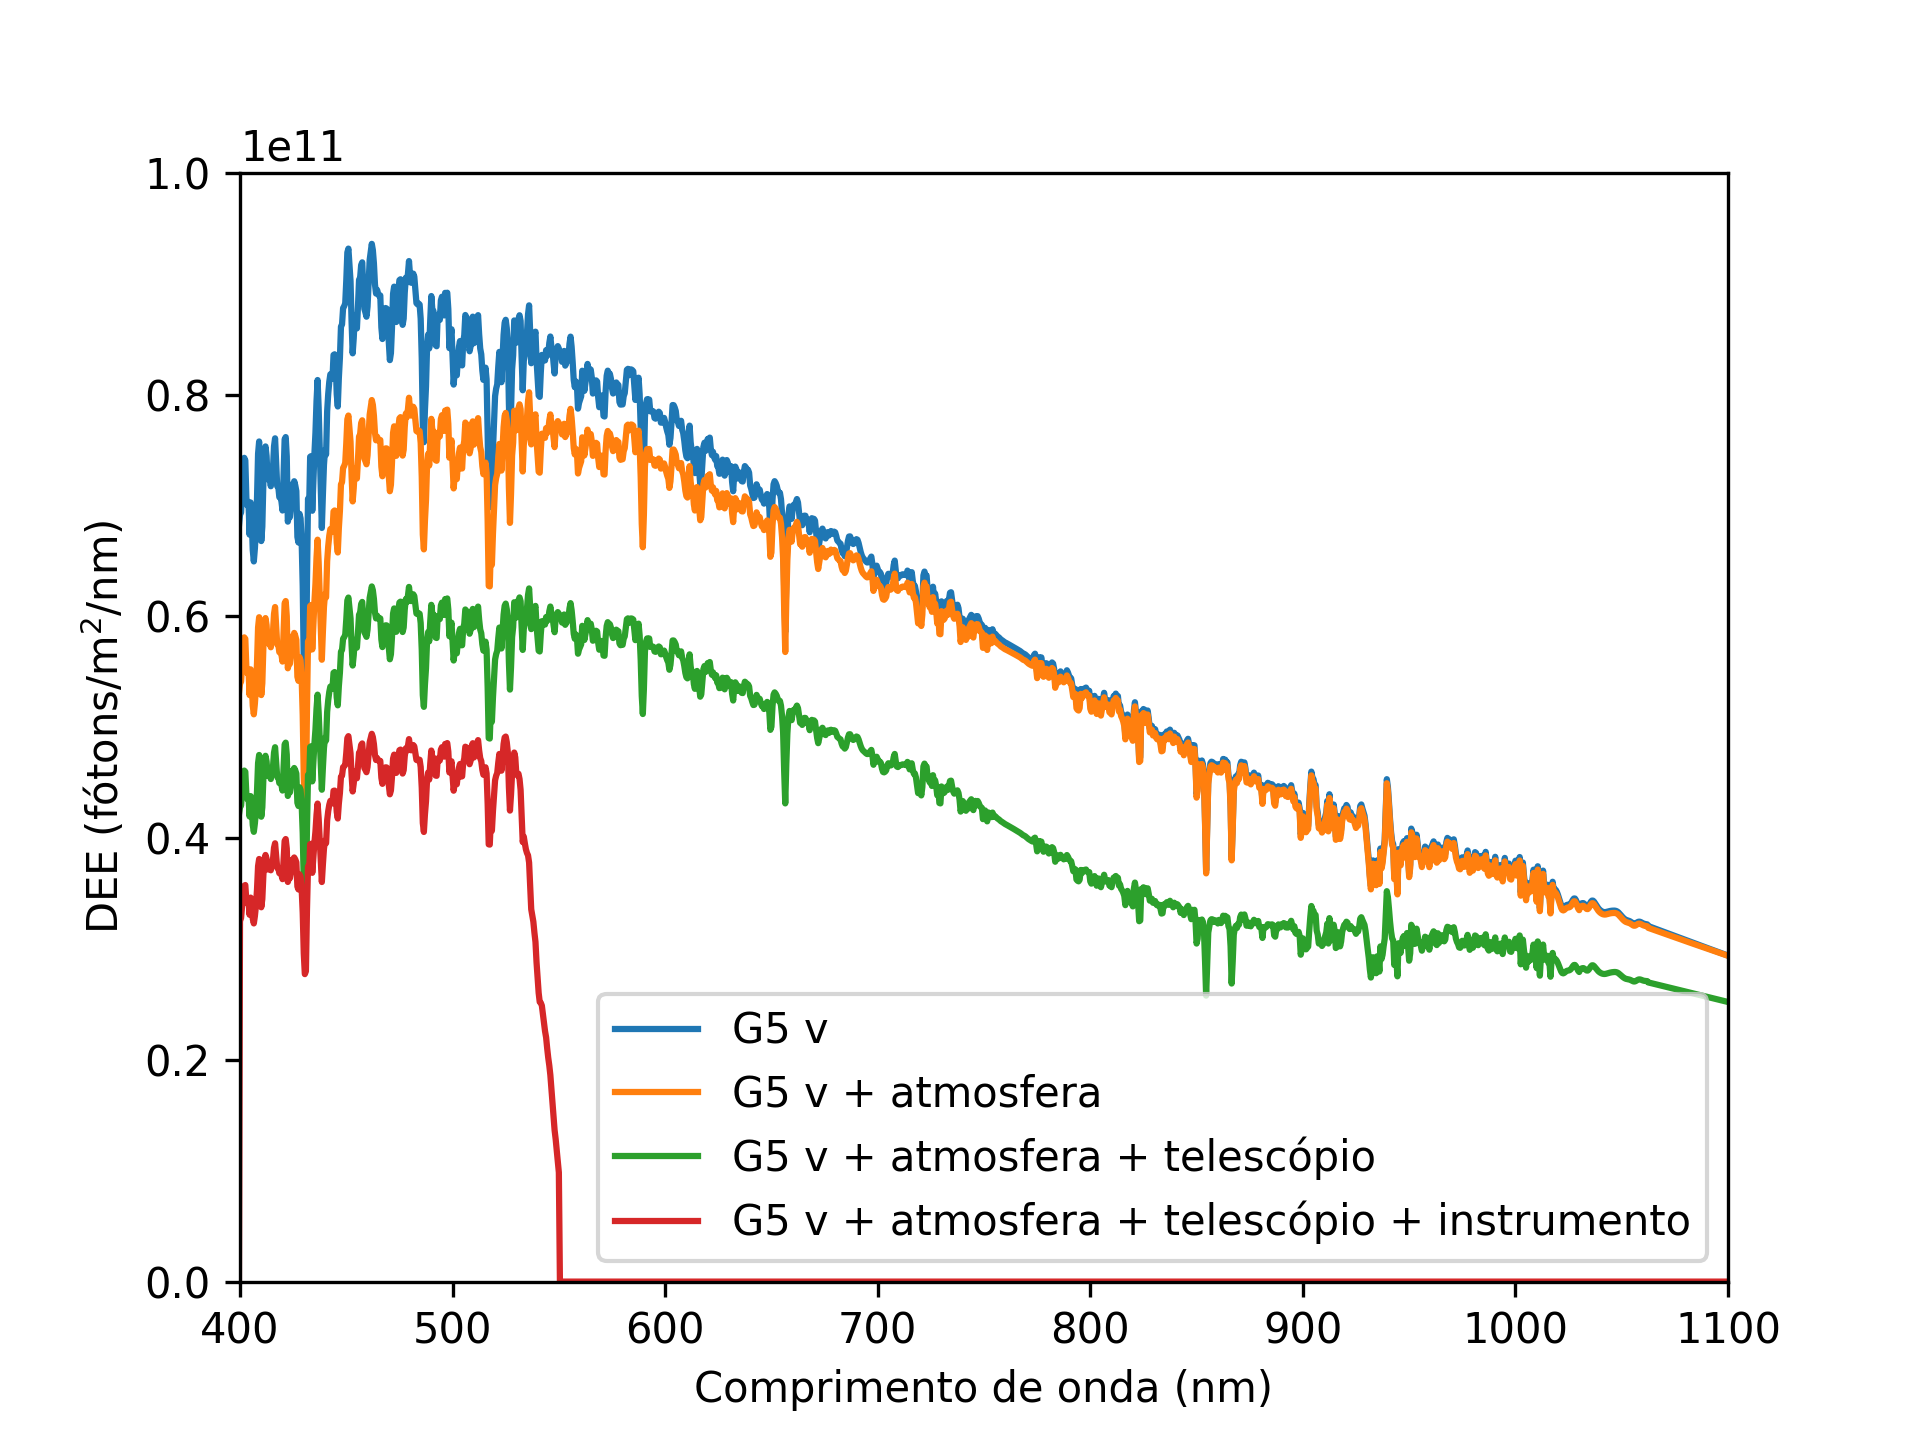 1e11
1.0
0.8
0.6
0.4
0.2
0.0
DEE (fótons/m²/nm)
G5 v
G5 v + atmosfera
G5 v + atmosfera + telescópio
G5 v + atmosfera + telescópio + instrumento
400 500 600 700 800 900 1000 1100
Comprimento de onda (nm)